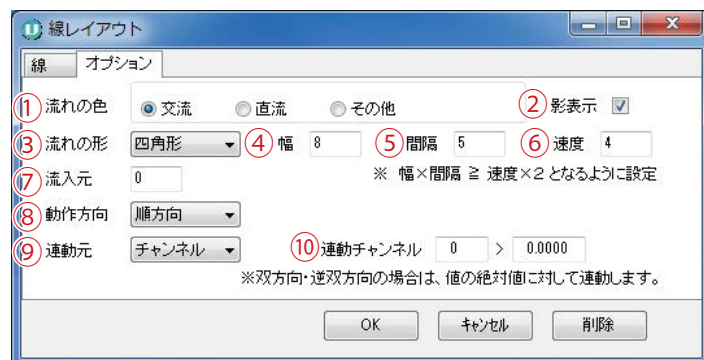 線レイアウト
線 オプション
① 流れの色 交流 直流 その他 ② 影表示
③ 流れの形 四角形 ④ 幅 8 ⑤ 間隔 5 ⑥ 速度 4
⑦ 流入元 0 ※ 幅×間隔 ≧ 速度×2 となるように設定
⑧ 動作方向 順方向
⑨ 連動元 チャンネル ⑩ 連動チャンネル 0 > 0.0000
※双方向・逆双方向の場合は、値の絶対値に対して連動します。
OK キャンセル 削除